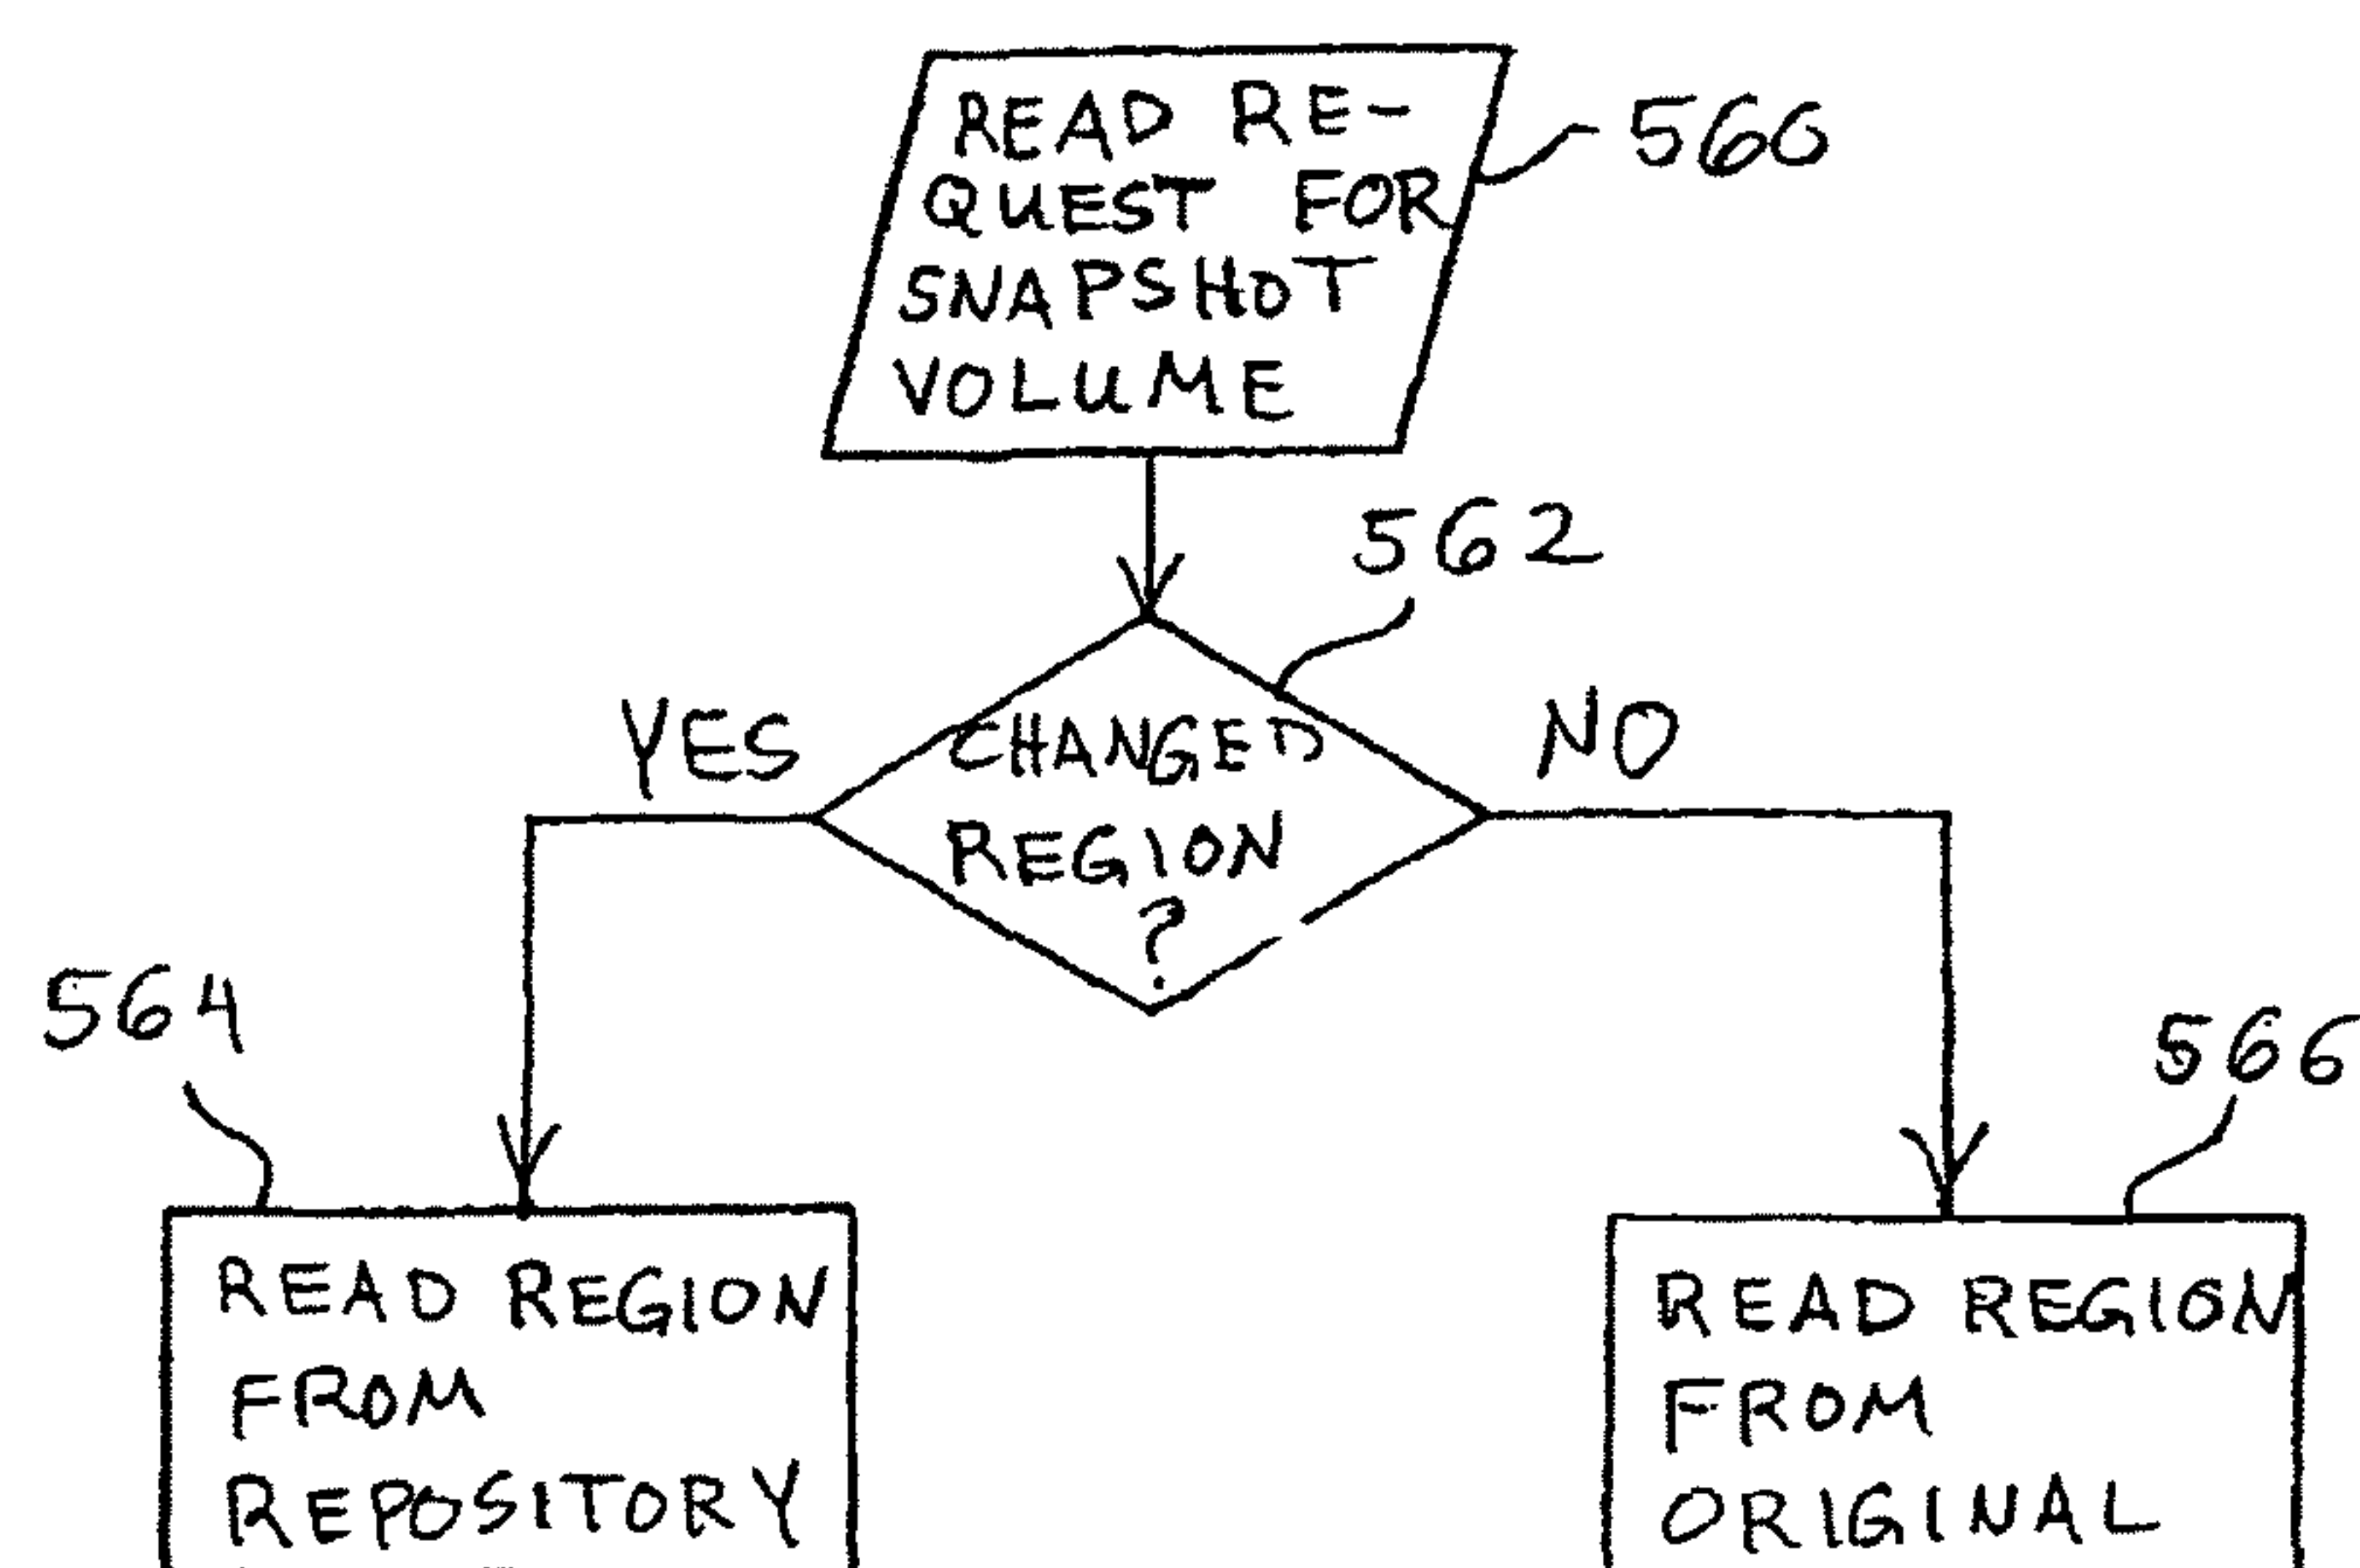 READ RE-
QUEST FOR
SNAPSHOT
VOLUME
560
562
YES
CHANGED
REGION
?
NO
564
566
READ REGION
FROM
REPOSITORY
READ REGION
FROM
ORIGINAL